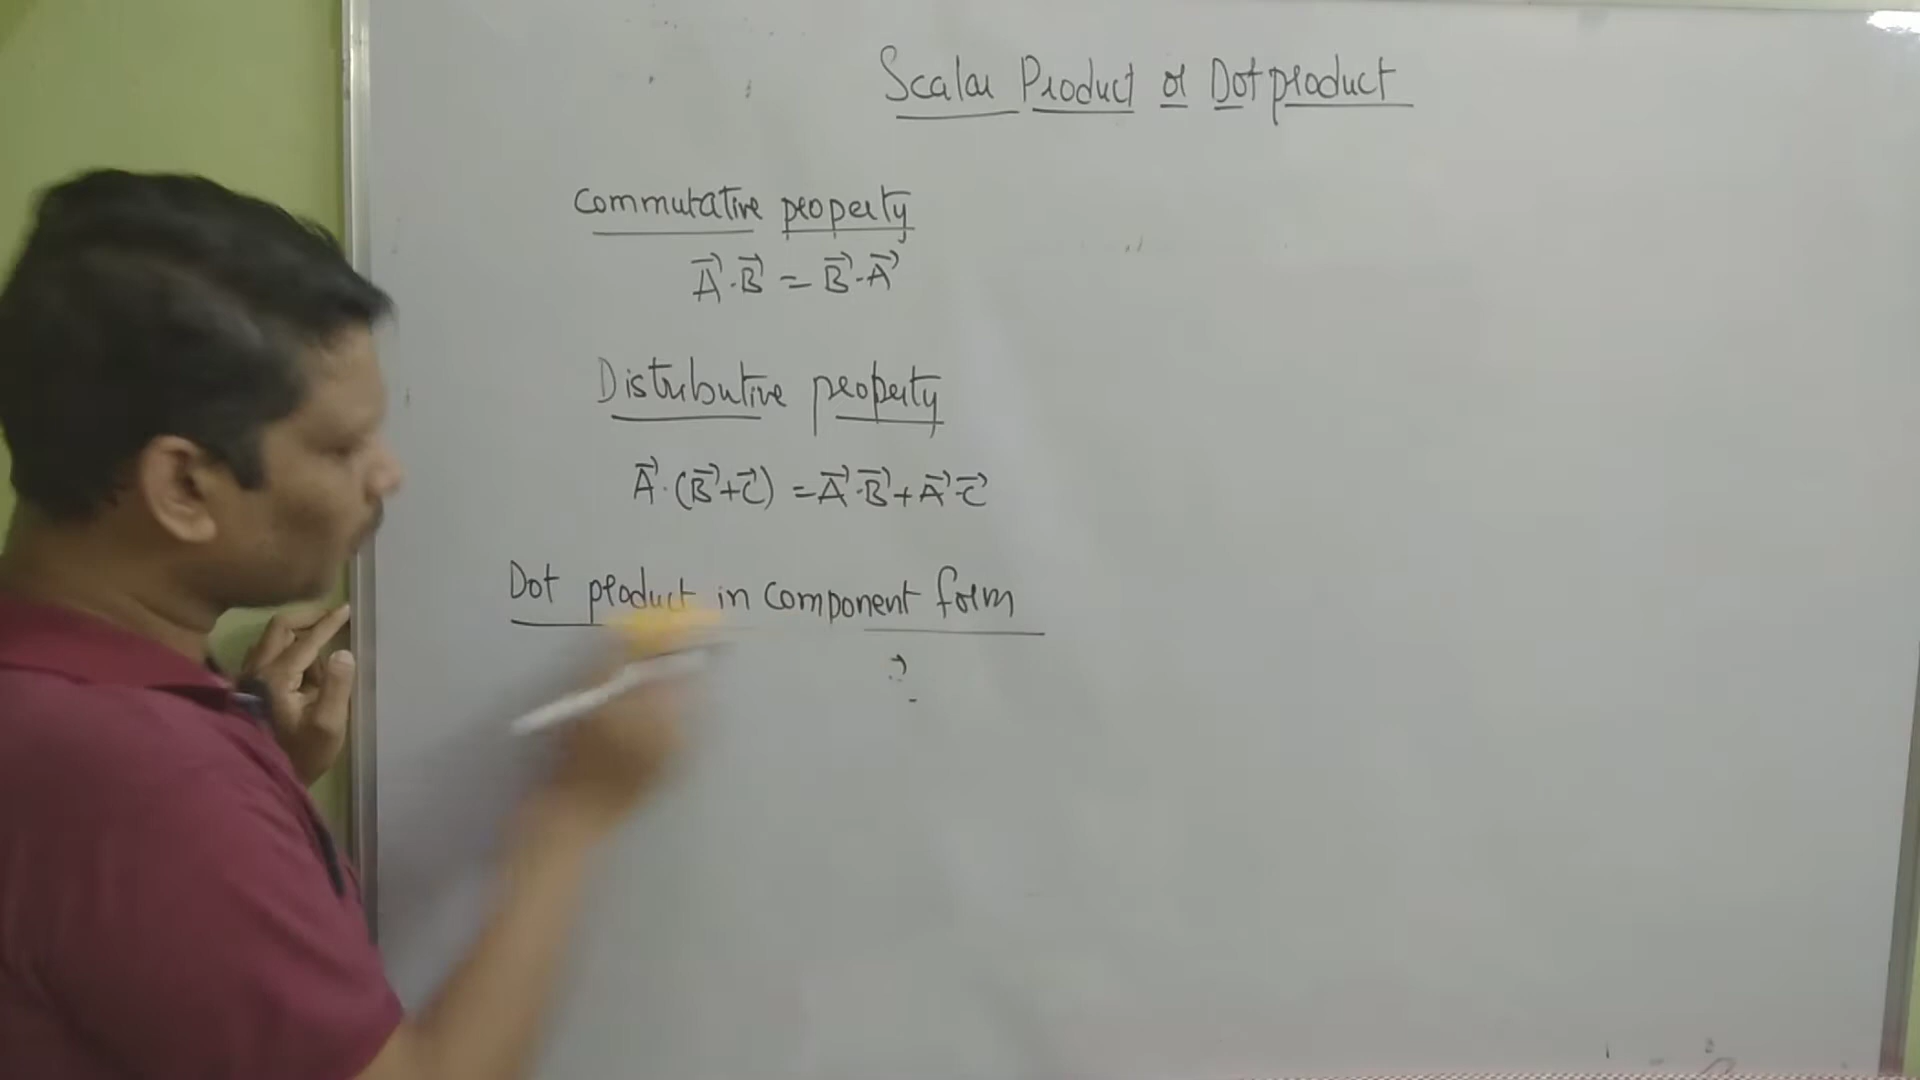 Scalar Product or Dot product
Commutative property
A⃗·B⃗ = B⃗·A⃗
Distributive property
A⃗·(B⃗+C⃗) = A⃗·B⃗+A⃗·C⃗
Dot product in component form